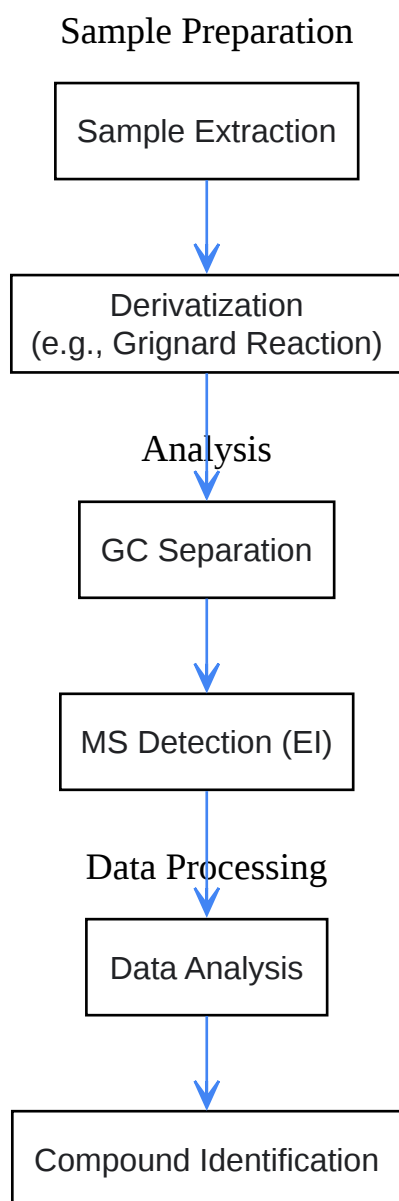 Sample Preparation
Sample Extraction
Derivatization
(e.g., Grignard Reaction)
Analysis
GC Separation
MS Detection (EI)
Data Processing
Data Analysis
Compound Identification